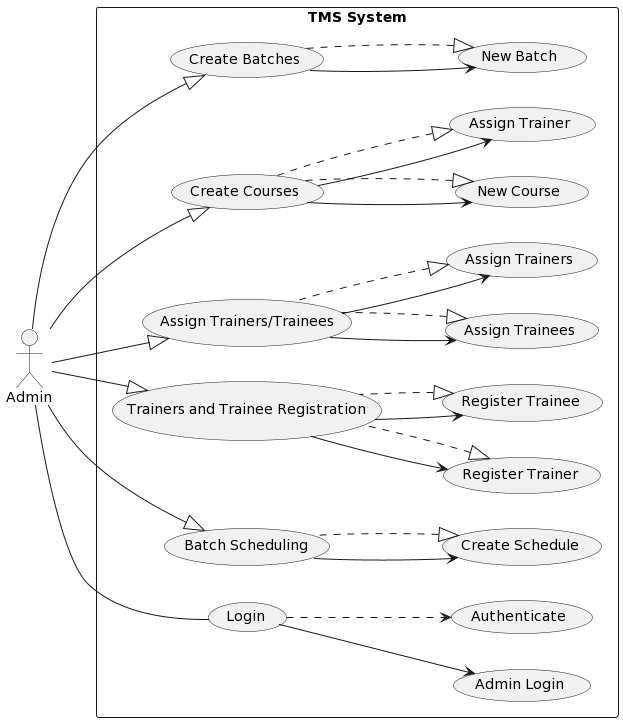 TMS System
Create Batches
New Batch
Assign Trainer
Create Courses
New Course
Assign Trainers
Assign Trainers/Trainees
Assign Trainees
Admin
Trainers and Trainee Registration
Register Trainee
Register Trainer
Batch Scheduling
Create Schedule
Login
Authenticate
Admin Login